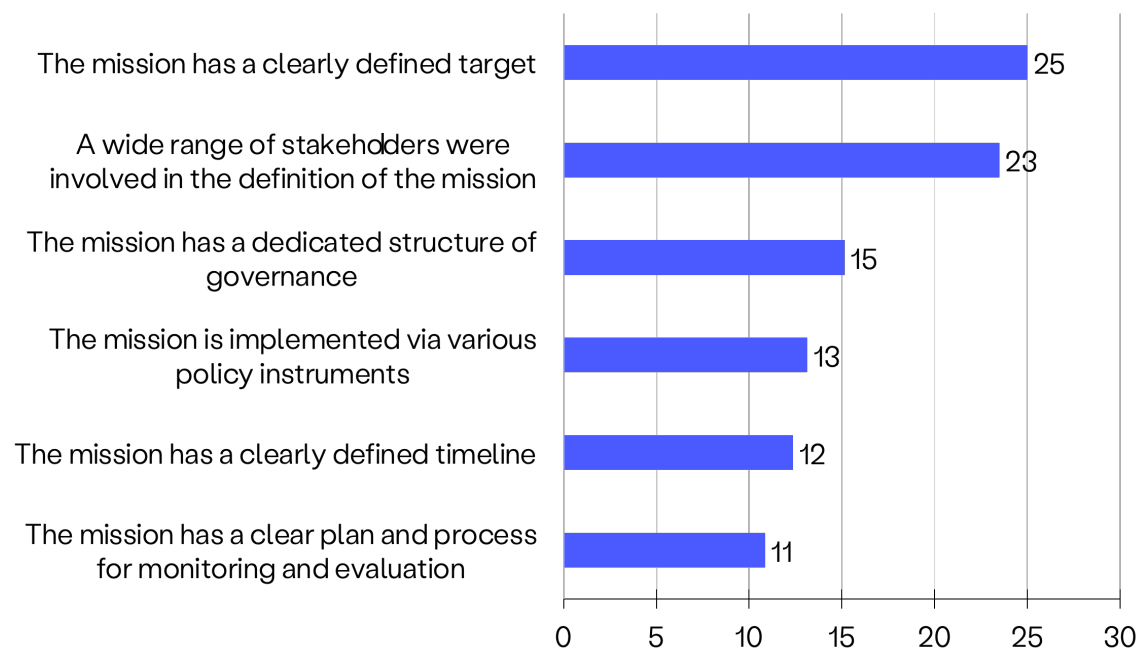 The mission has a clearly defined target
25
A wide range of stakeholders were
involved in the definition of the mission
23
The mission has a dedicated structure of
governance
15
The mission is implemented via various
policy instruments
13
The mission has a clearly defined timeline
12
The mission has a clear plan and process
for monitoring and evaluation
11
0 5 10 15 20 25 30